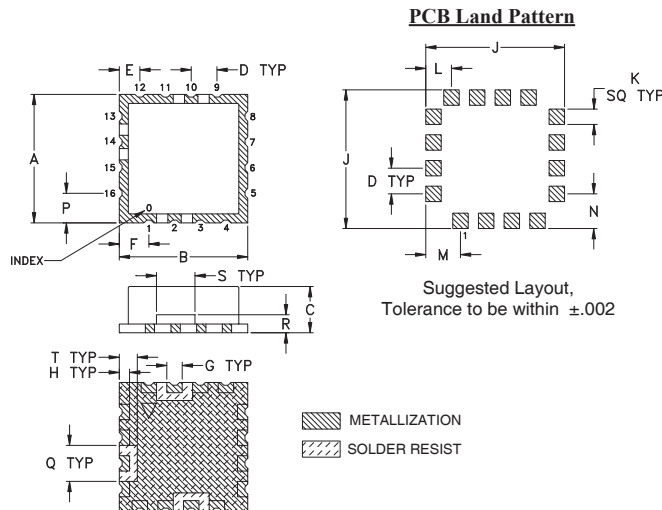 PCB Land Pattern
E
D TYP
12 11 10 9
13
14
15
16
8
7
6
5
A
P
0
1 2 3 4
F
INDEX
B
S TYP
C
R
T TYP
H TYP
G TYP
Q TYP
J
L
K
SQ TYP
J
D TYP
N
1
M
Suggested Layout,
Tolerance to be within ±.002
METALLIZATION
SOLDER RESIST